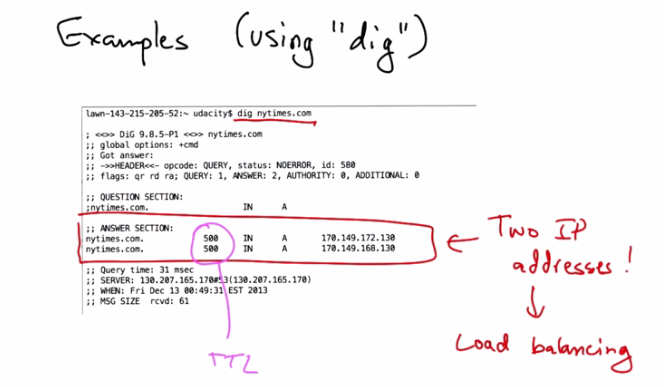 Examples (using "dig")
lawn-143-215-205-52:~ udacity$ dig nytimes.com
; <<>> DiG 9.8.5-P1 <<>> nytimes.com
;; global options: +cmd
;; Got answer:
;; ->>HEADER<<- opcode: QUERY, status: NOERROR, id: 580
;; flags: qr rd ra; QUERY: 1, ANSWER: 2, AUTHORITY: 0, ADDITIONAL: 0
;; QUESTION SECTION:
;nytimes.com. IN A
;; ANSWER SECTION:
nytimes.com. 500 IN A 170.149.172.130
nytimes.com. 500 IN A 170.149.168.130
;; Query time: 31 msec
;; SERVER: 130.207.165.170#53(130.207.165.170)
;; WHEN: Fri Dec 13 00:49:31 EST 2013
;; MSG SIZE rcvd: 61
← Two IP
addresses!
↓
Load balancing
TTL